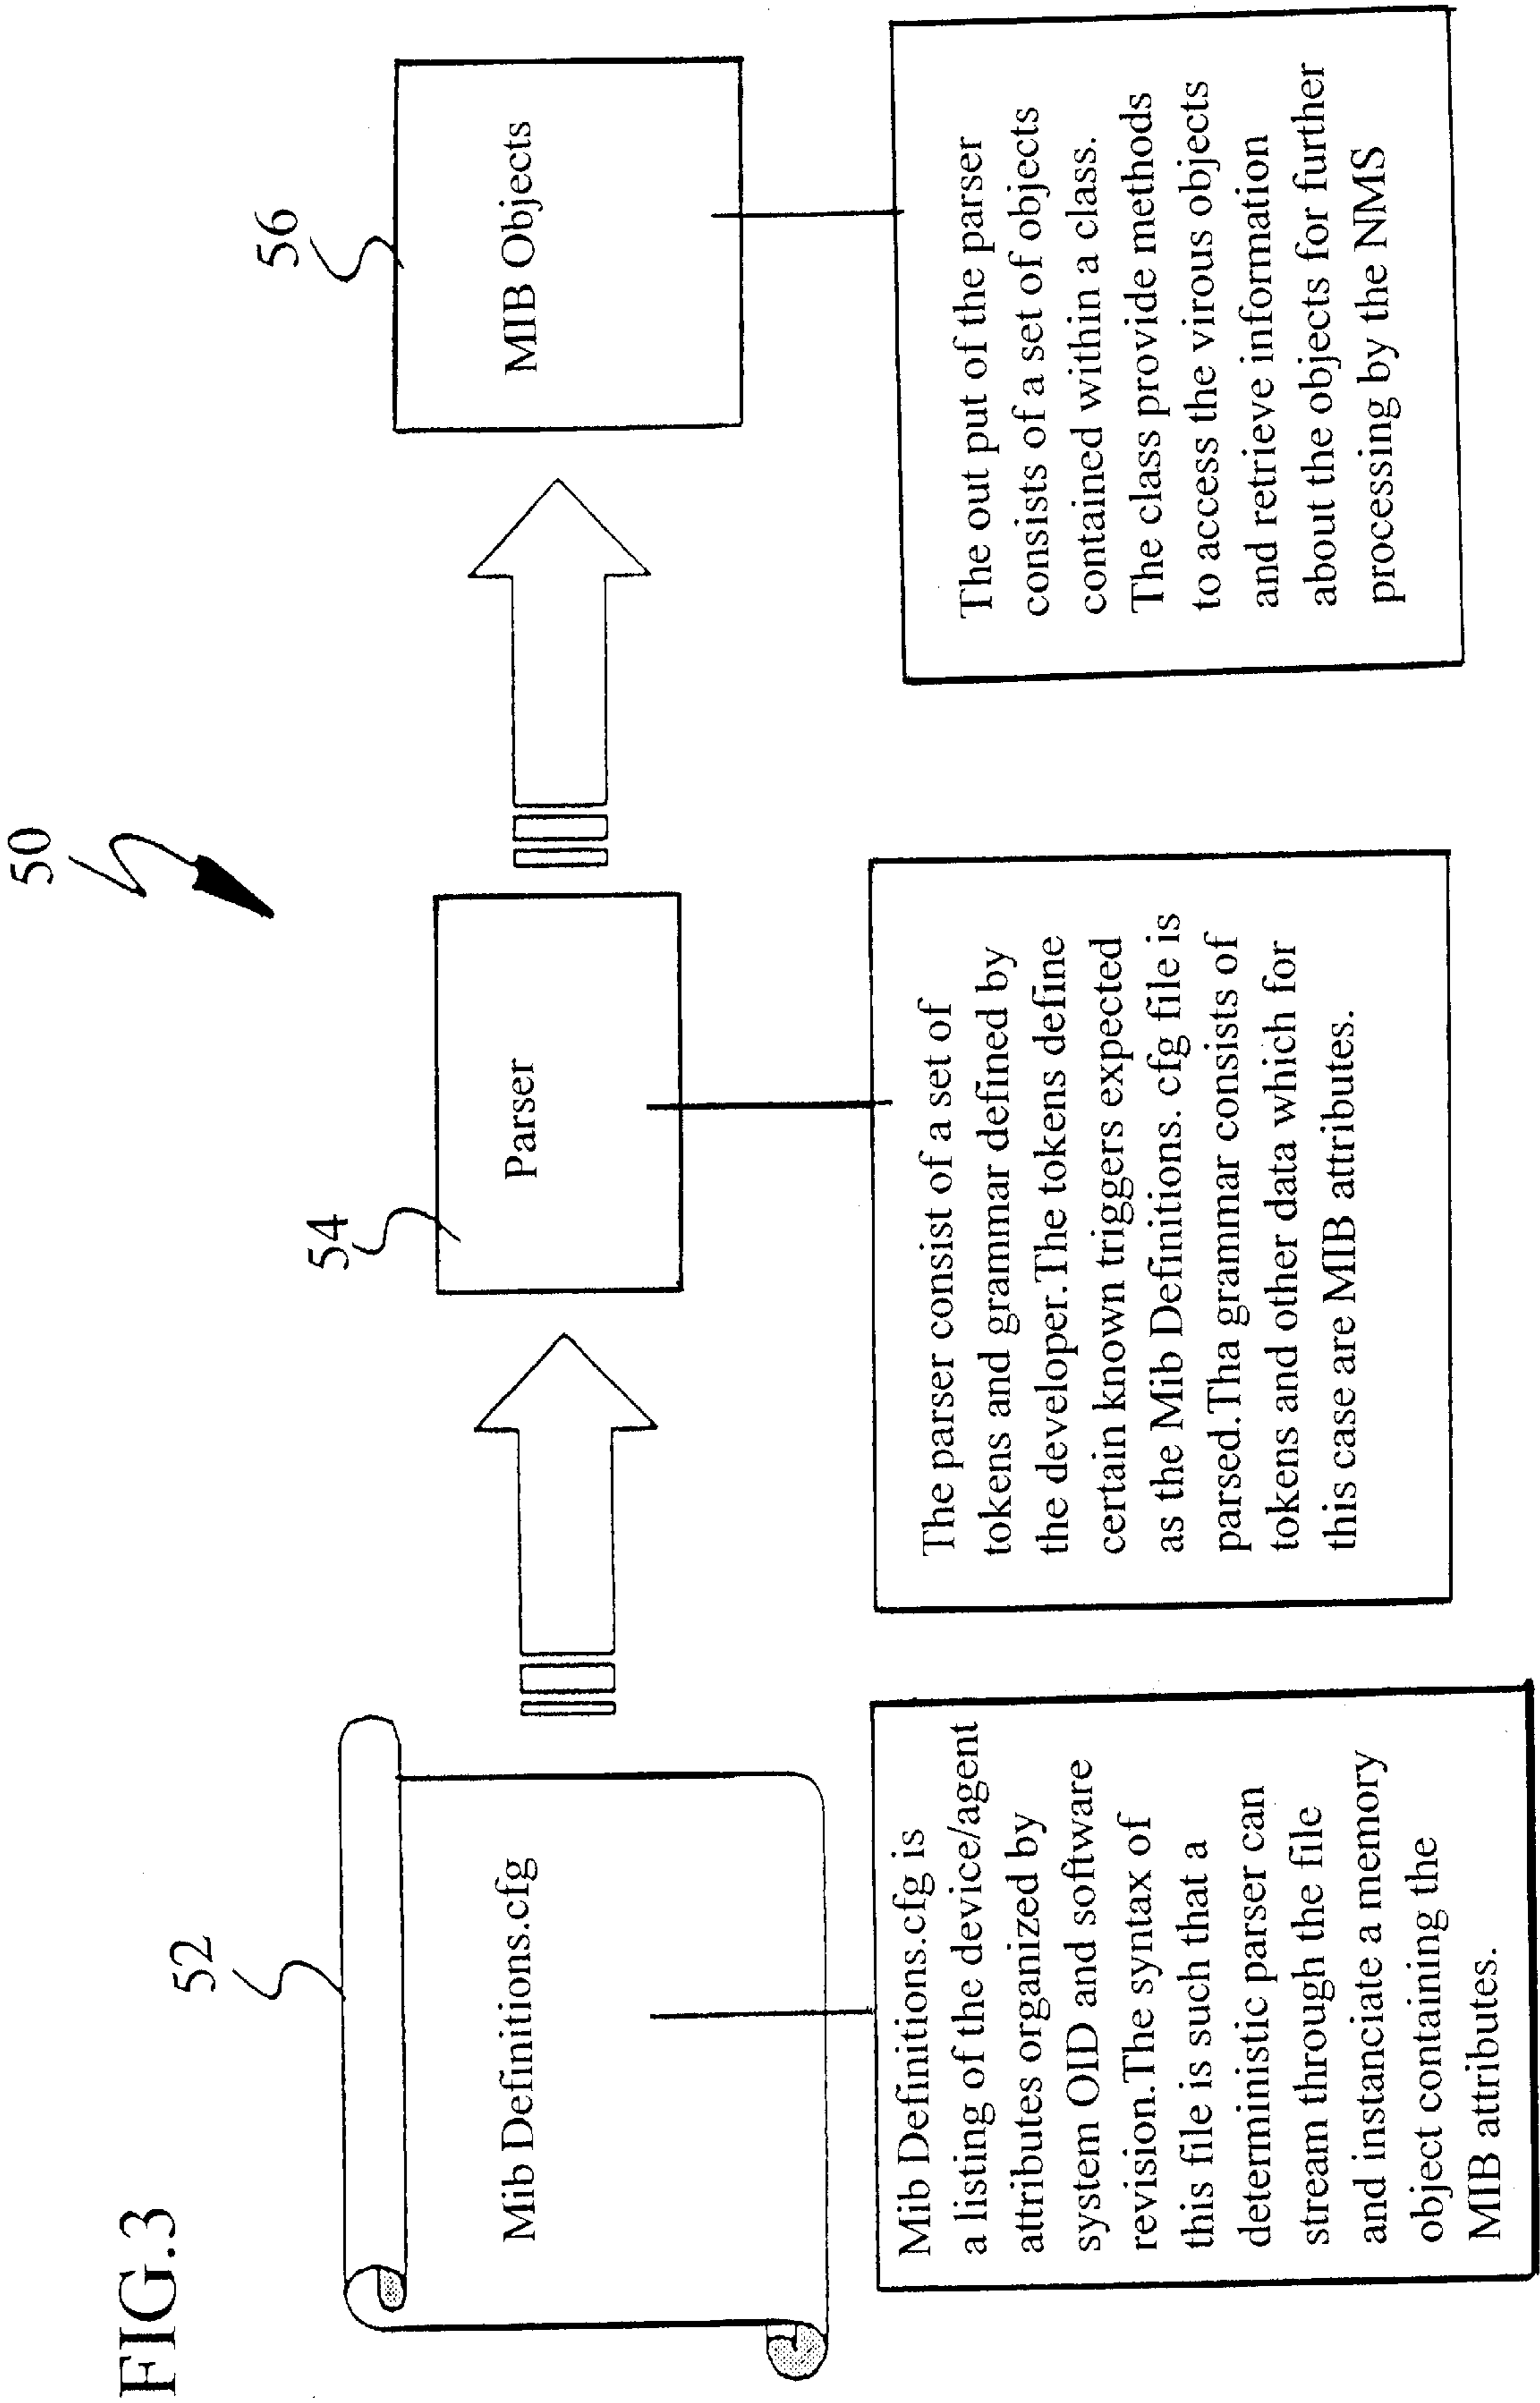 FIG.3
50
52
Mib Definitions.cfg
Mib Definitions.cfg is
a listing of the device/agent
attributes organized by
system OID and software
revision.The syntax of
this file is such that a
deterministic parser can
stream through the file
and instanciate a memory
object containing the
MIB attributes.
54
Parser
The parser consist of a set of
tokens and grammar defined by
the developer.The tokens define
certain known triggers expected
as the Mib Definitions. cfg file is
parsed.Tha grammar consists of
tokens and other data which for
this case are MIB attributes.
56
MIB Objects
The out put of the parser
consists of a set of objects
contained within a class.
The class provide methods
to access the virous objects
and retrieve information
about the objects for further
processing by the NMS